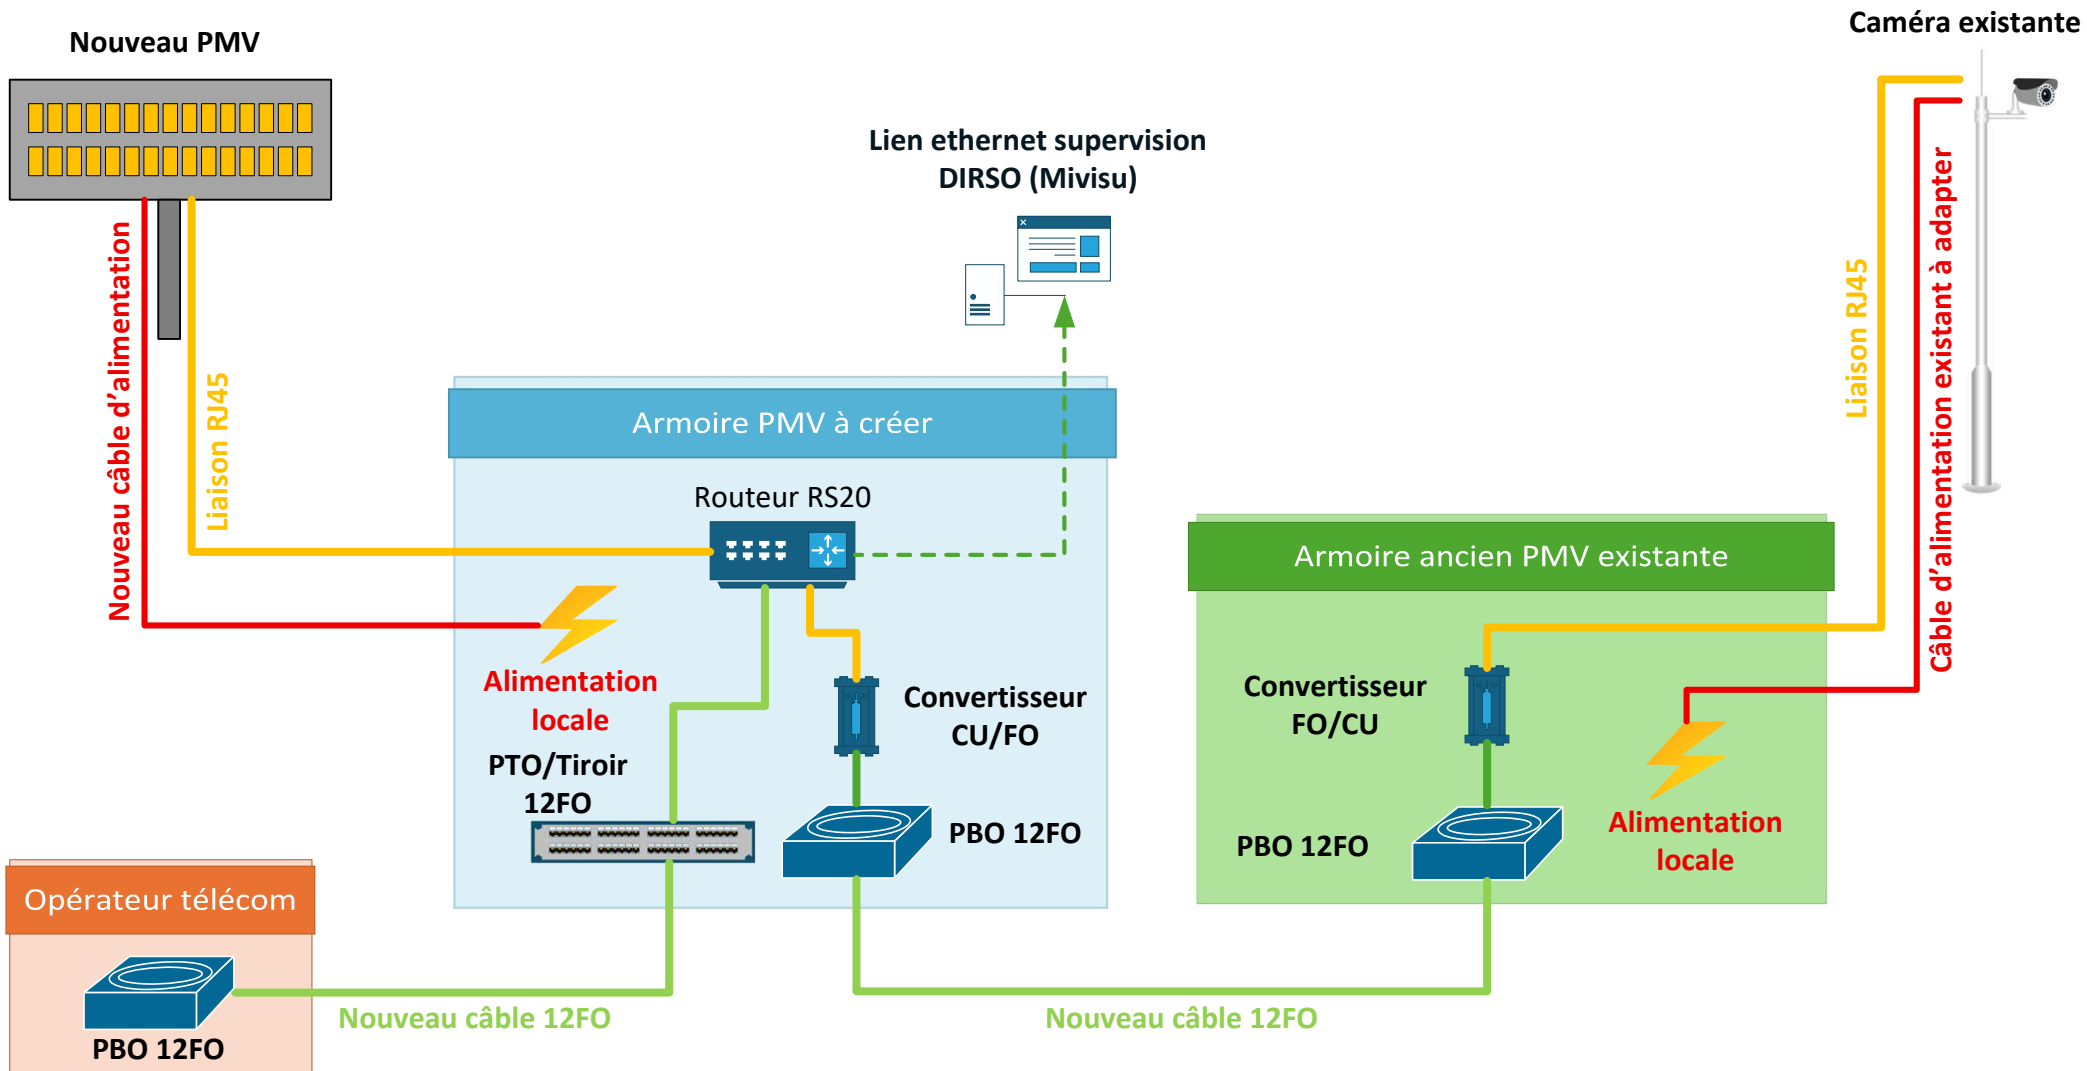 Nouveau PMV
Caméra existante
Lien ethernet supervision
DIRSO (Mivisu)
Nouveau câble d’alimentation
Liaison RJ45
Liaison RJ45
Câble d’alimentation existant à adapter
Armoire PMV à créer
Routeur RS20
Alimentation
locale
Convertisseur
CU/FO
PTO/Tiroir
12FO
PBO 12FO
Armoire ancien PMV existante
Convertisseur
FO/CU
PBO 12FO
Alimentation
locale
Opérateur télécom
PBO 12FO
Nouveau câble 12FO
Nouveau câble 12FO